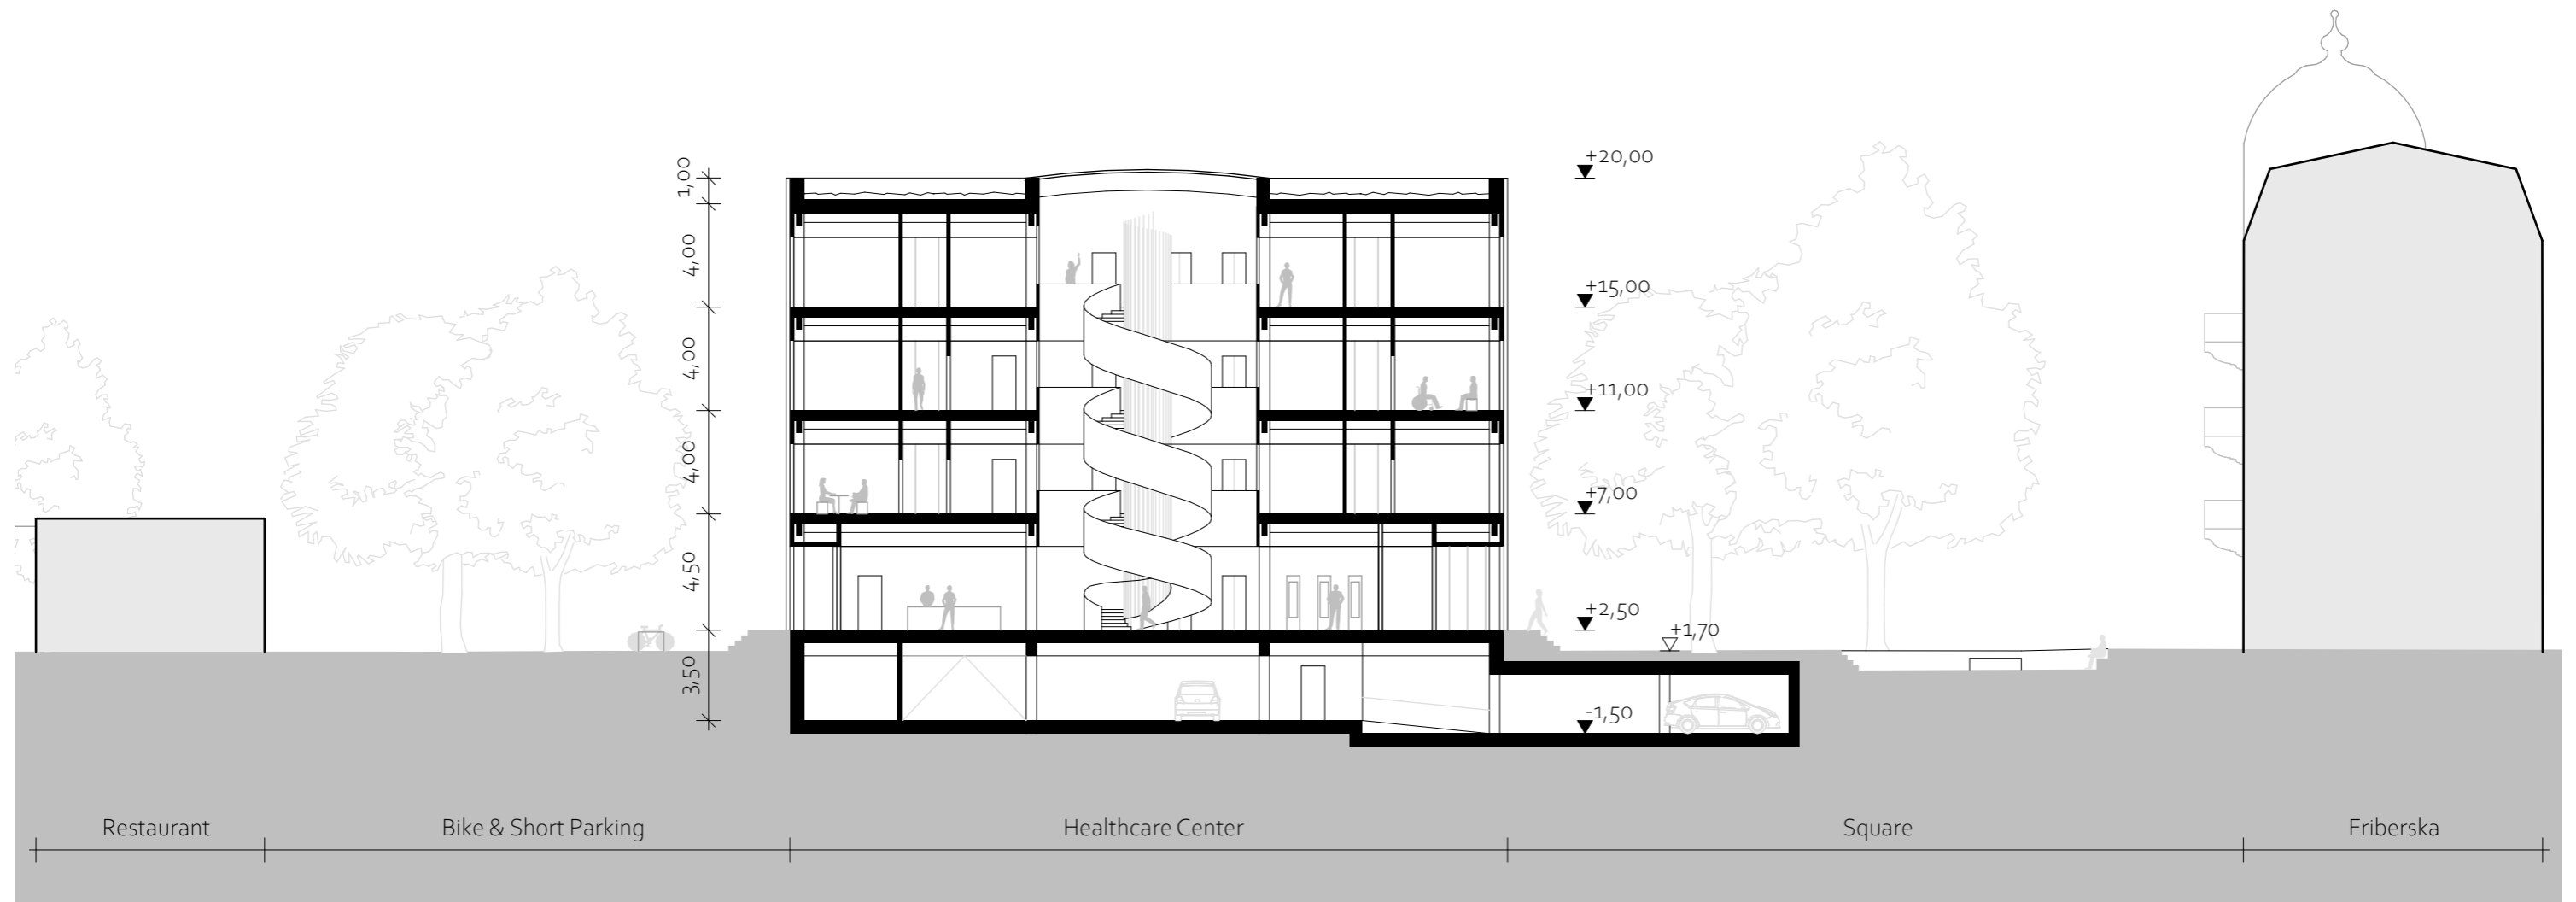 1,00
4,00
4,00
4,00
4,50
3,50
+20,00
+15,00
+11,00
+7,00
+2,50
+1,70
-1,50
Restaurant
Bike & Short Parking
Healthcare Center
Square
Friberska